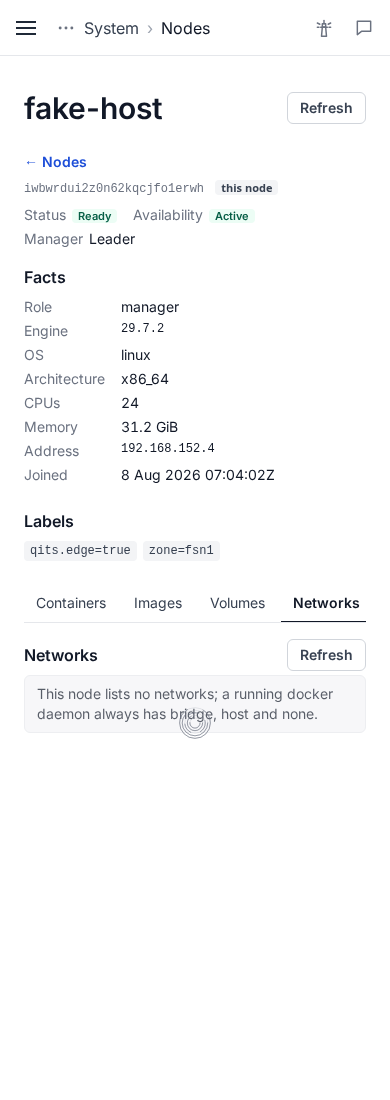 ··· System › Nodes
fake-host
Refresh
← Nodes
iwbwrdui2z0n62kqcjfo1erwh this node
Status Ready Availability Active
Manager Leader
Facts
Role manager
Engine 29.7.2
OS linux
Architecture x86_64
CPUs 24
Memory 31.2 GiB
Address 192.168.152.4
Joined 8 Aug 2026 07:04:02Z
Labels
qits.edge=true zone=fsn1
Containers Images Volumes Networks
Networks Refresh
This node lists no networks; a running docker
daemon always has bridge, host and none.